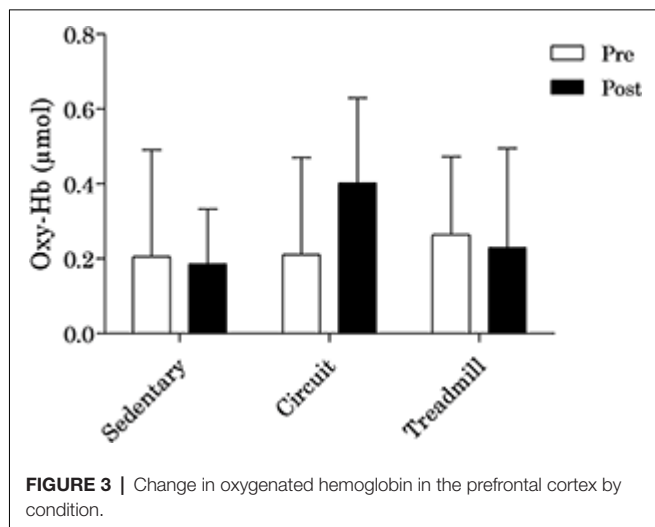 0.8
0.6
0.4
0.2
0.0
Oxy-Hb (µmol)
Pre
Post
Sedentary
Circuit
Treadmill
FIGURE 3 | Change in oxygenated hemoglobin in the prefrontal cortex by
condition.